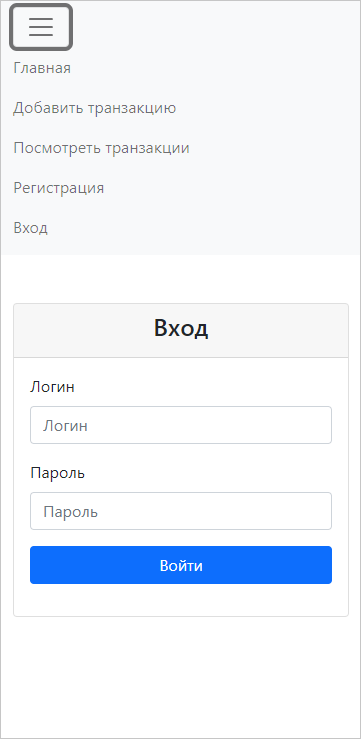 Главная
Добавить транзакцию
Посмотреть транзакции
Регистрация
Вход
Вход
Логин
Логин
Пароль
Пароль
Войти